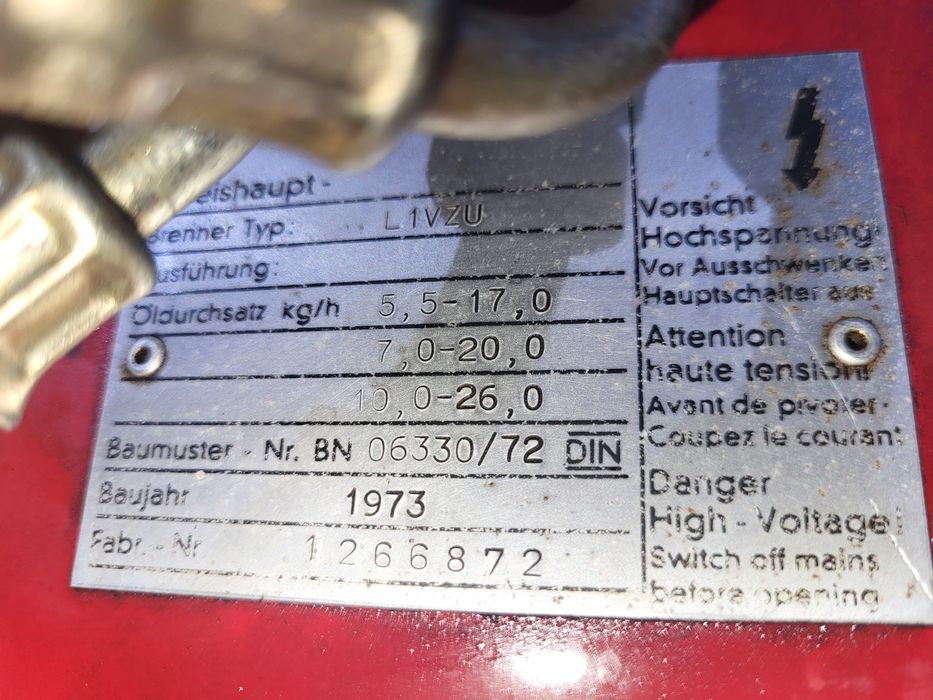 eishaupt-
Brenner Typ: L1VZU
Ausführung:
Öldurchsatz kg/h 5,5-17,0
7,0-20,0
10,0-26,0
Baumuster - Nr. BN 06330/72 DIN
Baujahr 1973
Fabr. - Nr 1266872
Vorsicht
Hochspannung!
Vor Ausschwenken
Hauptschalter aus
Attention
haute tension!
Avant de pivoter-
Coupez le courant
Danger
High - Voltage!
Switch off mains
before opening